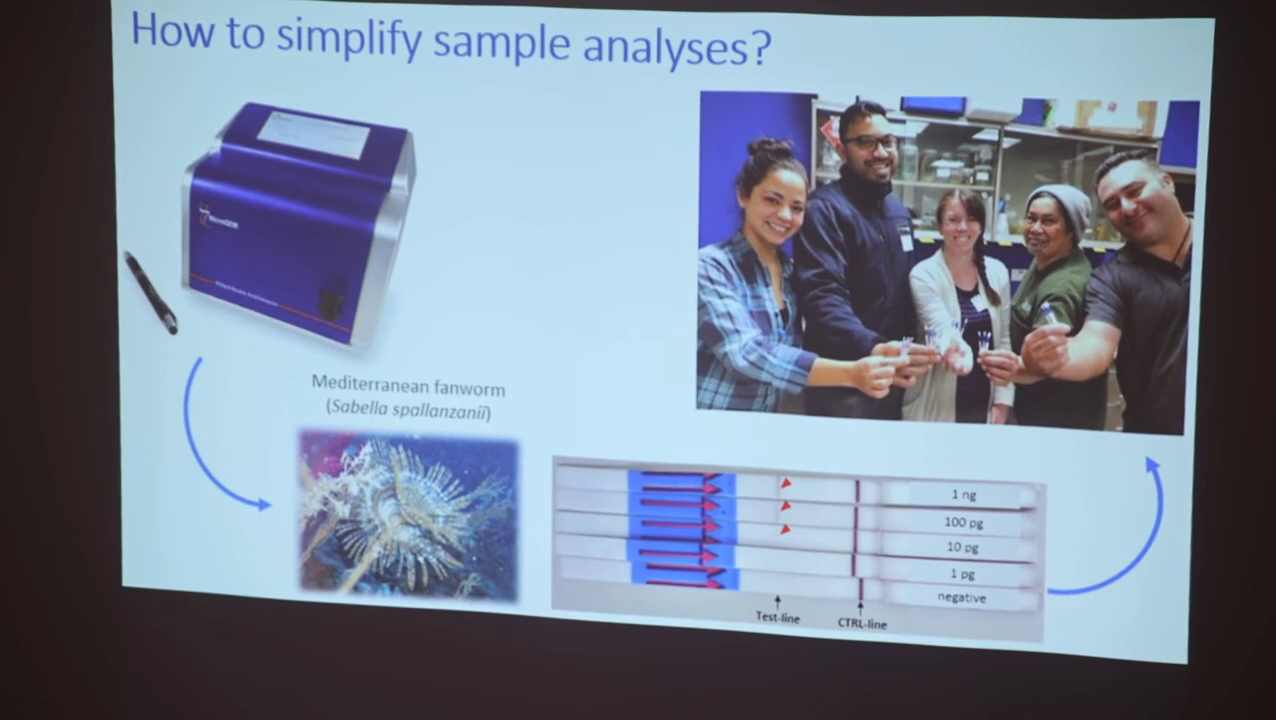 How to simplify sample analyses?
MicroGEM
Mediterranean fanworm
(Sabella spallanzanii)
1 ng
100 pg
10 pg
1 pg
negative
Test-line
CTRL-line